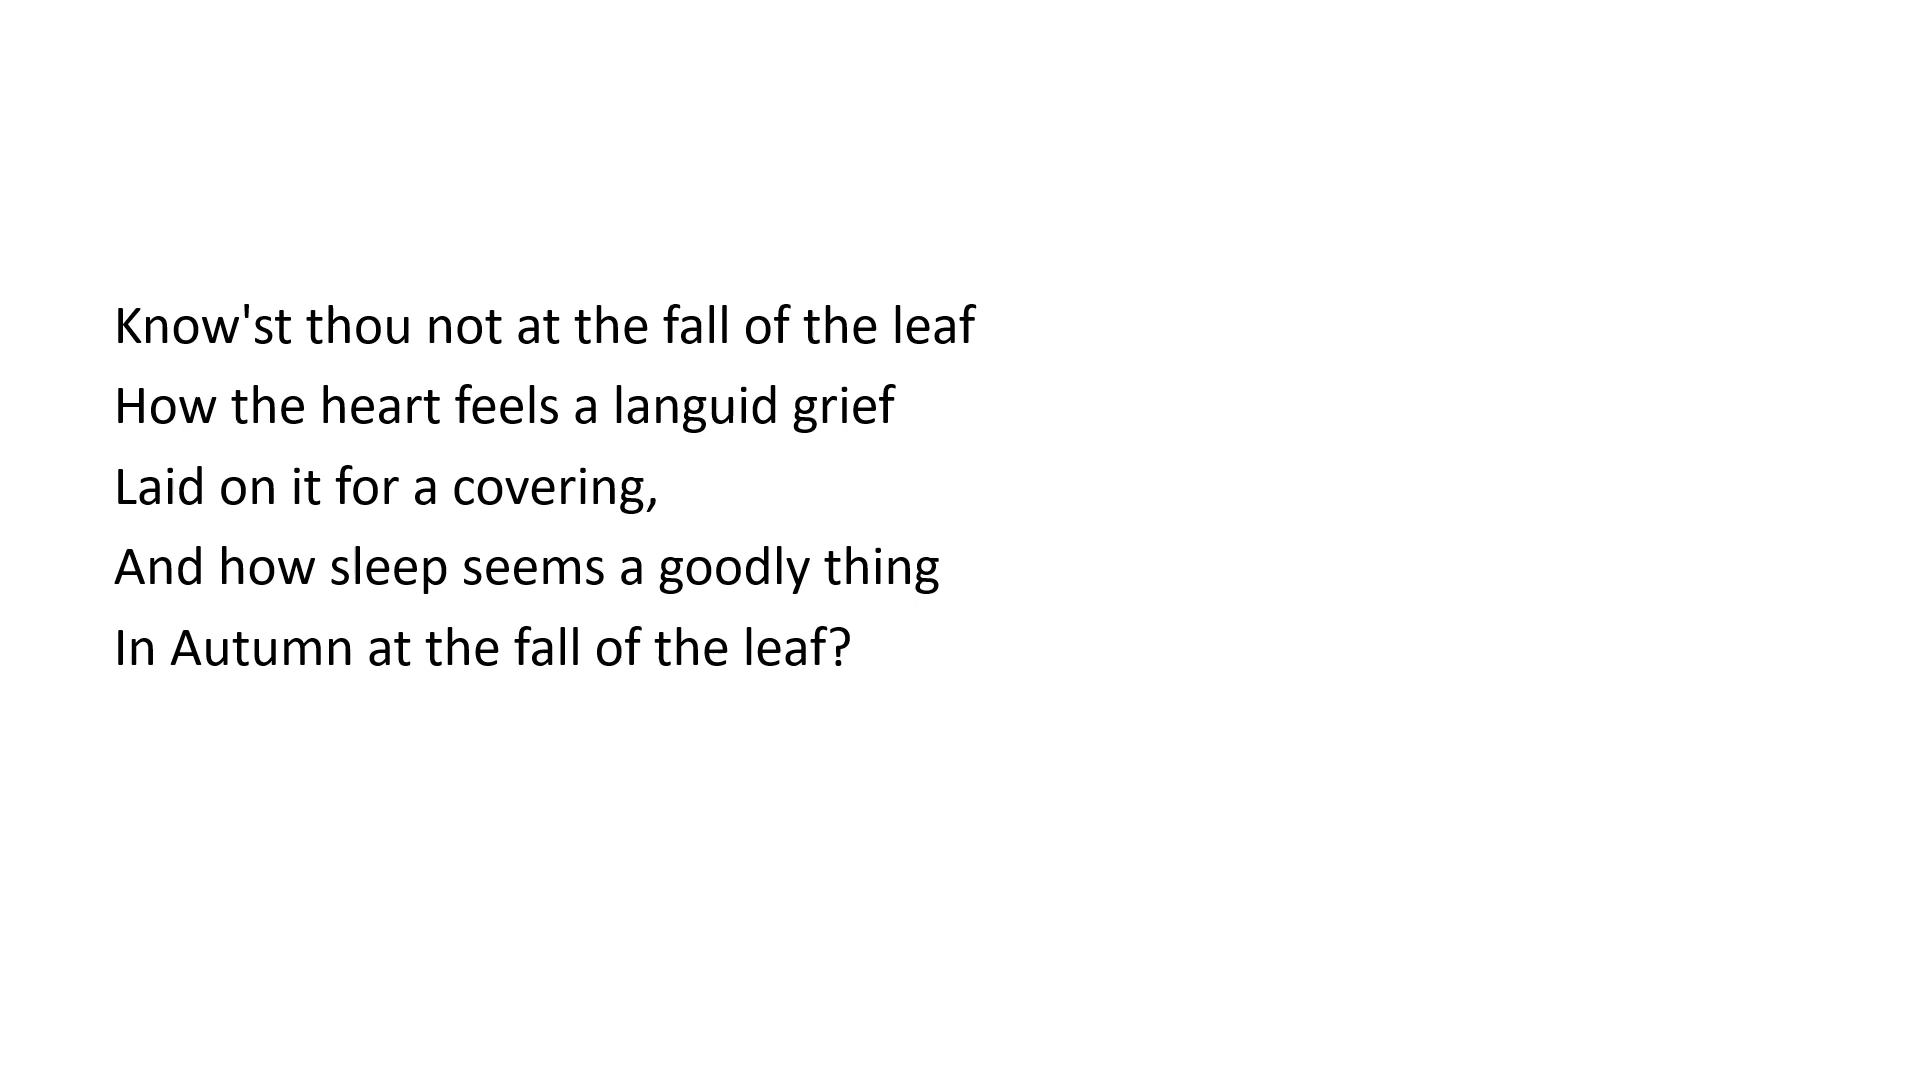 Know'st thou not at the fall of the leaf
How the heart feels a languid grief
Laid on it for a covering,
And how sleep seems a goodly thing
In Autumn at the fall of the leaf?